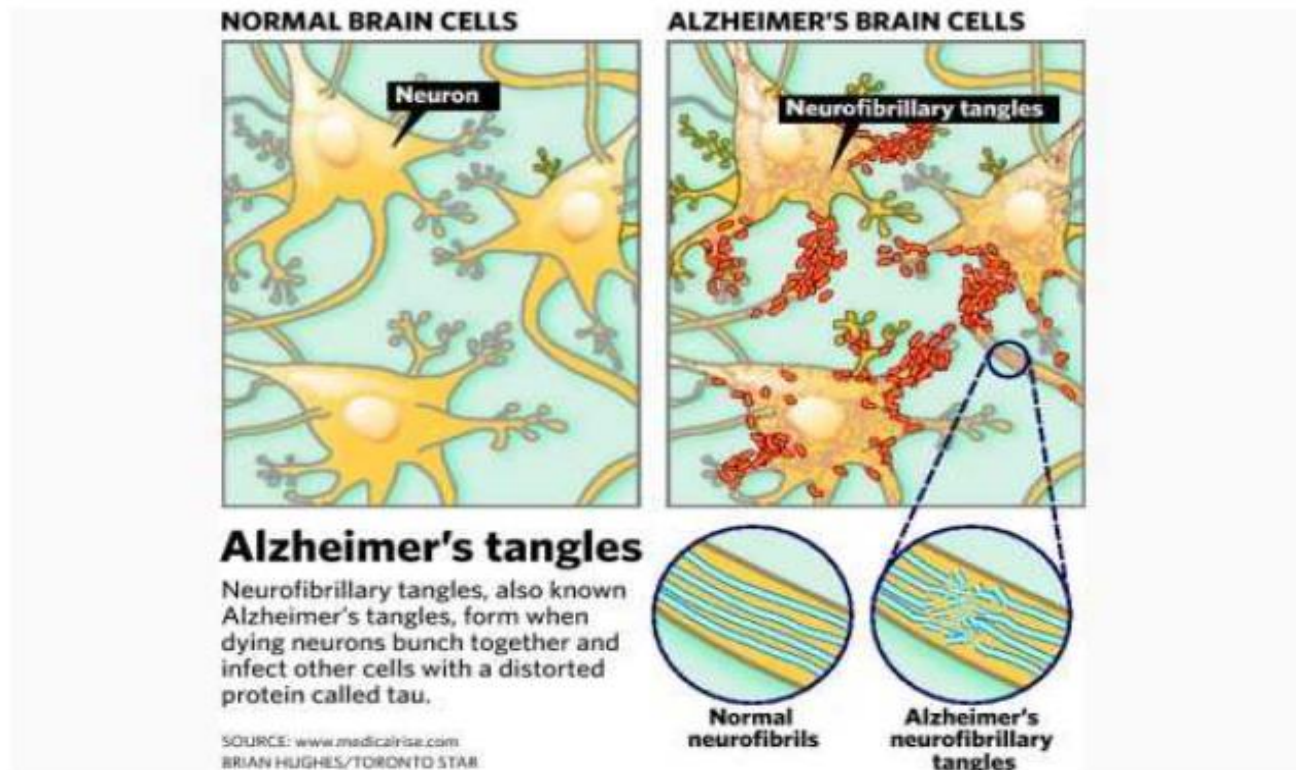 NORMAL BRAIN CELLS
Neuron
ALZHEIMER'S BRAIN CELLS
Neurofibrillary tangles
Alzheimer's tangles
Neurofibrillary tangles, also known
Alzheimer's tangles, form when
dying neurons bunch together and
infect other cells with a distorted
protein called tau.
SOURCE: www.medicalrise.com
BRIAN HUGHES/TORONTO STAR
Normal
neurofibrils
Alzheimer's
neurofibrillary
tangles